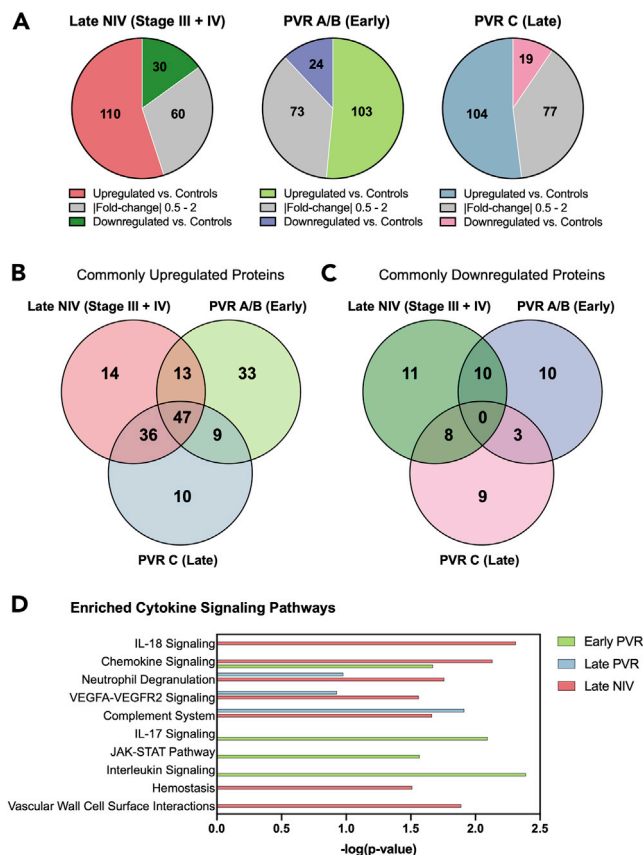 A
Late NIV (Stage III + IV)
PVR A/B (Early)
PVR C (Late)
30
110
60
24
73
103
19
104
77
Upregulated vs. Controls
|Fold-change| 0.5 - 2
Downregulated vs. Controls
Upregulated vs. Controls
|Fold-change| 0.5 - 2
Downregulated vs. Controls
Upregulated vs. Controls
|Fold-change| 0.5 - 2
Downregulated vs. Controls
B
Commonly Upregulated Proteins
Late NIV (Stage III + IV)
PVR A/B (Early)
14
13
33
47
36
9
10
PVR C (Late)
C
Commonly Downregulated Proteins
Late NIV (Stage III + IV)
PVR A/B (Early)
11
10
10
0
8
3
9
PVR C (Late)
D
Enriched Cytokine Signaling Pathways
IL-18 Signaling
Chemokine Signaling
Neutrophil Degranulation
VEGFA-VEGFR2 Signaling
Complement System
IL-17 Signaling
JAK-STAT Pathway
Interleukin Signaling
Hemostasis
Vascular Wall Cell Surface Interactions
0.0
0.5
1.0
1.5
2.0
2.5
-log(p-value)
Early PVR
Late PVR
Late NIV